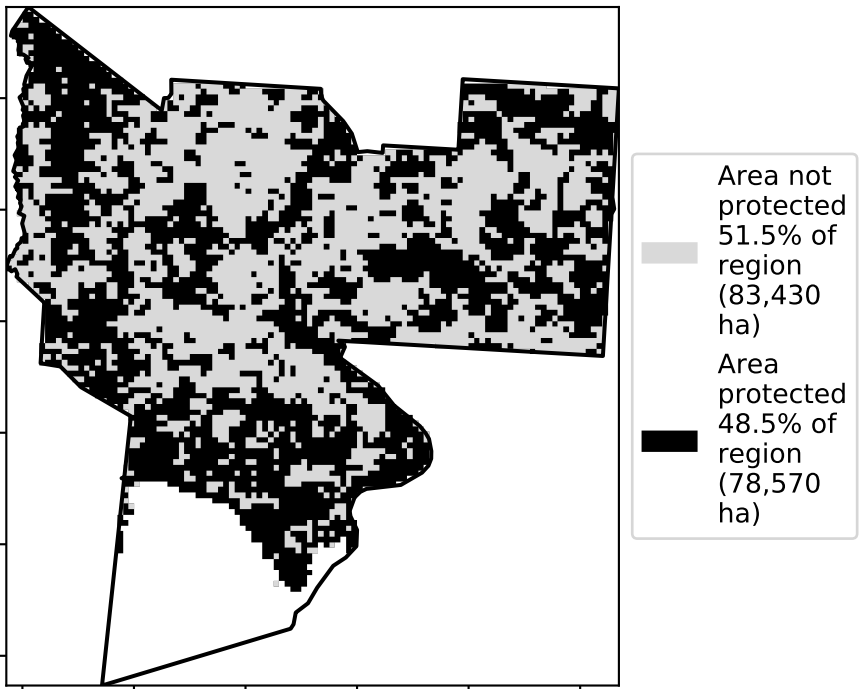 Area not
protected
51.5% of
region
(83,430
ha)
Area
protected
48.5% of
region
(78,570
ha)